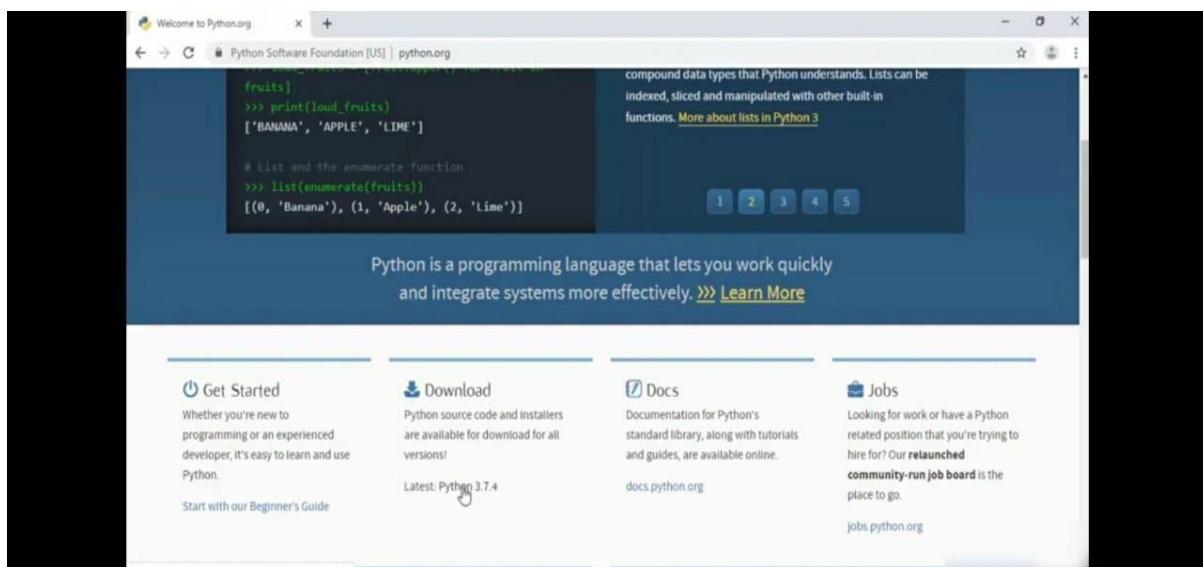 Welcome to Python.org
Python Software Foundation [US] | python.org
fruits]
>>> print(loud_fruits)
['BANANA', 'APPLE', 'LIME']
# List and the enumerate function
>>> list(enumerate(fruits))
[(0, 'Banana'), (1, 'Apple'), (2, 'Lime')]
compound data types that Python understands. Lists can be
indexed, sliced and manipulated with other built-in
functions. More about lists in Python 3
1 2 3 4 5
Python is a programming language that lets you work quickly
and integrate systems more effectively. >>> Learn More
Get Started
Whether you're new to
programming or an experienced
developer, it's easy to learn and use
Python.
Start with our Beginner's Guide
Download
Python source code and installers
are available for download for all
versions!
Latest: Python 3.7.4
Docs
Documentation for Python's
standard library, along with tutorials
and guides, are available online.
docs.python.org
Jobs
Looking for work or have a Python
related position that you're trying to
hire for? Our relaunched
community-run job board is the
place to go.
jobs.python.org